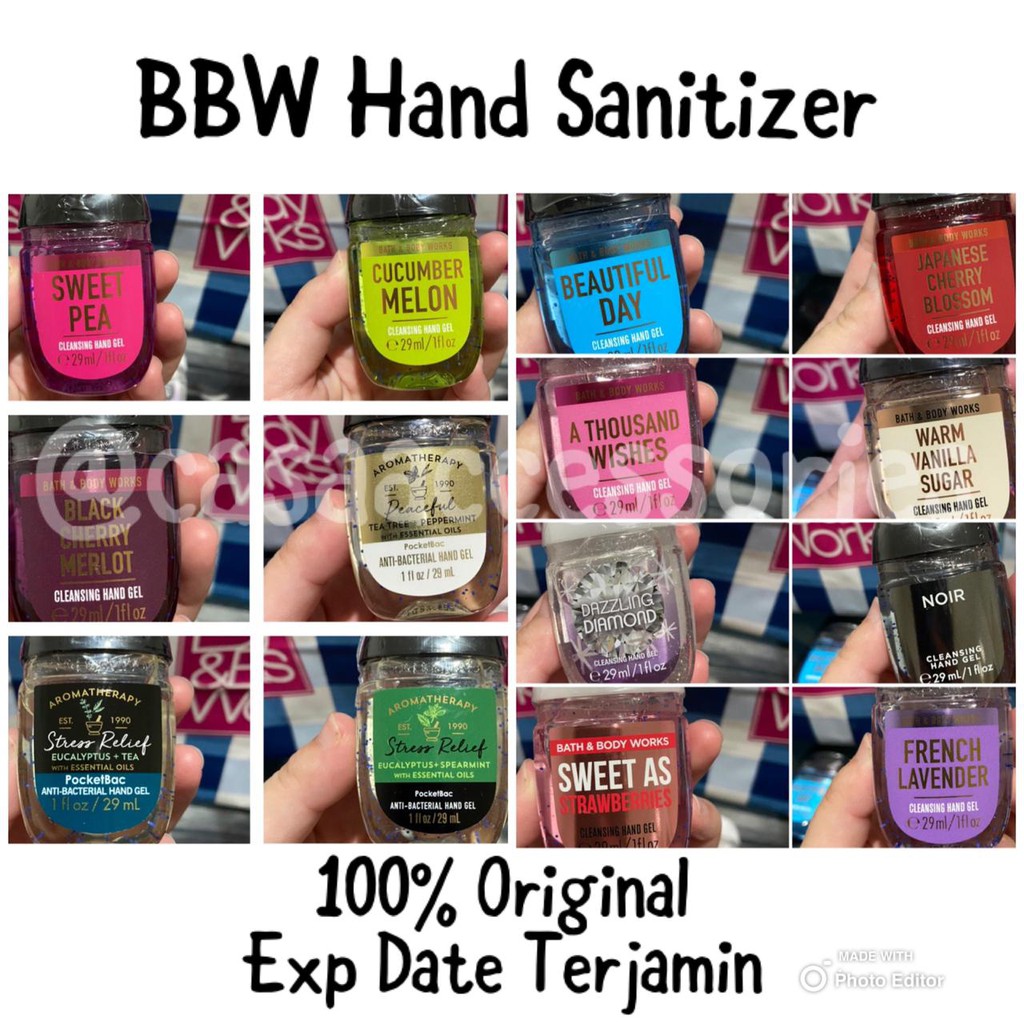 BBW Hand Sanitizer
SWEET
PEA
CLEANSING HAND GEL
℮29ml/1fl oz
BATH & BODY WORKS
CUCUMBER
MELON
CLEANSING HAND GEL
℮29ml/1fl oz
BEAUTIFUL
DAY
CLEANSING HAND GEL
BATH & BODY WORKS
JAPANESE
CHERRY
BLOSSOM
CLEANSING HAND GEL
℮29ml/1fl oz
BATH & BODY WORKS
A THOUSAND
WISHES
CLEANSING HAND GEL
℮29ml/1fl oz
BATH & BODY WORKS
WARM
VANILLA
SUGAR
CLEANSING HAND GEL
BATH & BODY WORKS
BLACK
CHERRY
MERLOT
CLEANSING HAND GEL
℮29ml/1fl oz
AROMATHERAPY
EST. 1990
Peaceful
TEA TREE + PEPPERMINT
WITH ESSENTIAL OILS
PocketBac
ANTI-BACTERIAL HAND GEL
1 fl oz / 29 mL
DAZZLING
DIAMOND
CLEANSING HAND GEL
℮29ml/1fl oz
NOIR
CLEANSING
HAND GEL
℮29ml/1fl oz
AROMATHERAPY
EST. 1990
Stress Relief
EUCALYPTUS + TEA
WITH ESSENTIAL OILS
PocketBac
ANTI-BACTERIAL HAND GEL
1 fl oz / 29 mL
AROMATHERAPY
EST. 1990
Stress Relief
EUCALYPTUS + SPEARMINT
WITH ESSENTIAL OILS
PocketBac
ANTI-BACTERIAL HAND GEL
1 fl oz / 29 mL
BATH & BODY WORKS
SWEET AS
STRAWBERRIES
CLEANSING HAND GEL
FRENCH
LAVENDER
CLEANSING HAND GEL
℮29ml/1fl oz
100% Original
Exp Date Terjamin
MADE WITH
Photo Editor